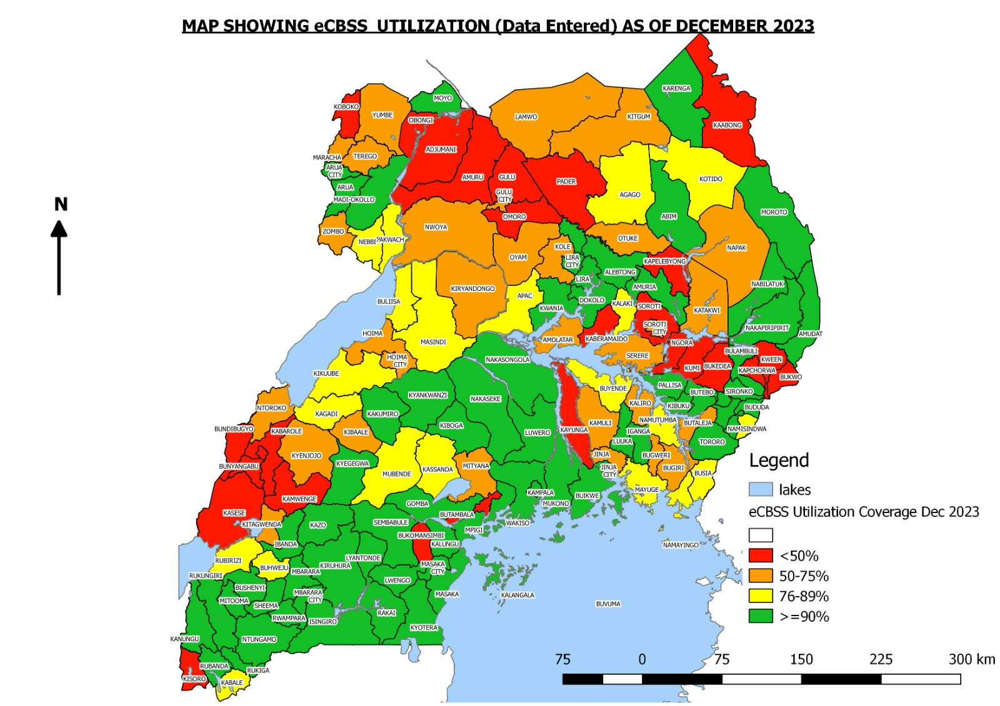 MAP SHOWING eCBSS  UTILIZATION (Data Entered) AS OF DECEMBER 2023
KARENGA
MOYO
KOBOKO
YUMBE
OBONGI
LAMWO
KITGUM
KAABONG
ADJUMANI
MARACHA
TEREGO
ARUA
CITY
AMURU
GULU
PADER
KOTIDO
ARUA
MADI-OKOLLO
GULU
CITY
AGAGO
N
OMORO
ABIM
MOROTO
ZOMBO
NEBBI
PAKWACH
NWOYA
OTUKE
KOLE
NAPAK
OYAM
LIRA
CITY
KAPELEBYONG
LIRA
ALEBTONG
KIRYANDONGO
AMURIA
NABILATUK
APAC
BULIISA
KWANIA
DOKOLO
KALAKI
SOROTI
KATAKWI
HOIMA
SOROTI
CITY
NAKAPIRIPIRIT
AMUDAT
MASINDI
AMOLATAR
KABERAMAIDO
NGORA
HOIMA
CITY
NAKASONGOLA
SERERE
BULAMBULI
KWEEN
KIKUUBE
KUMI
BUKEDEA
KAPCHORWA
BUKWO
BUYENDE
PALLISA
BUTEBO
SIRONKO
KYANKWANZI
NAKASEKE
KALIRO
KIBUKU
BUDUDA
NTOROKO
KAGADI
KAKUMIRO
NAMUTUMBA
BUTALEJA
NAMISINDWA
BUNDIBUGYO
KABAROLE
KIBAALE
KIBOGA
LUWERO
KAYUNGA
KAMULI
IGANGA
LUUKA
TORORO
KYENJOJO
JINJA
BUGWERI
BUNYANGABU
KYEGEGWA
MUBENDE
KASSANDA
MITYANA
JINJA
CITY
BUGIRI
BUSIA
Legend
KAMWENGE
GOMBA
KAMPALA
MUKONO
BUIKWE
MAYUGE
lakes
KASESE
KITAGWENDA
KAZO
SEMBABULE
BUTAMBALA
MPIGI
WAKISO
eCBSS Utilization Coverage Dec 2023
IBANDA
BUKOMANSIMBI
KALUNGU
NAMAYINGO
<50%
RUBIRIZI
BUHWEJU
LYANTONDE
KIRUHURA
MASAKA
CITY
50-75%
RUKUNGIRI
MBARARA
LWENGO
76-89%
BUSHENYI
MBARARA
CITY
MASAKA
KALANGALA
MITOOMA
SHEEMA
BUVUMA
>=90%
RWAMPARA
ISINGIRO
RAKAI
KYOTERA
KANUNGU
NTUNGAMO
75 0 75 150 225 300 km
RUBANDA
RUKIGA
KISORO
KABALE